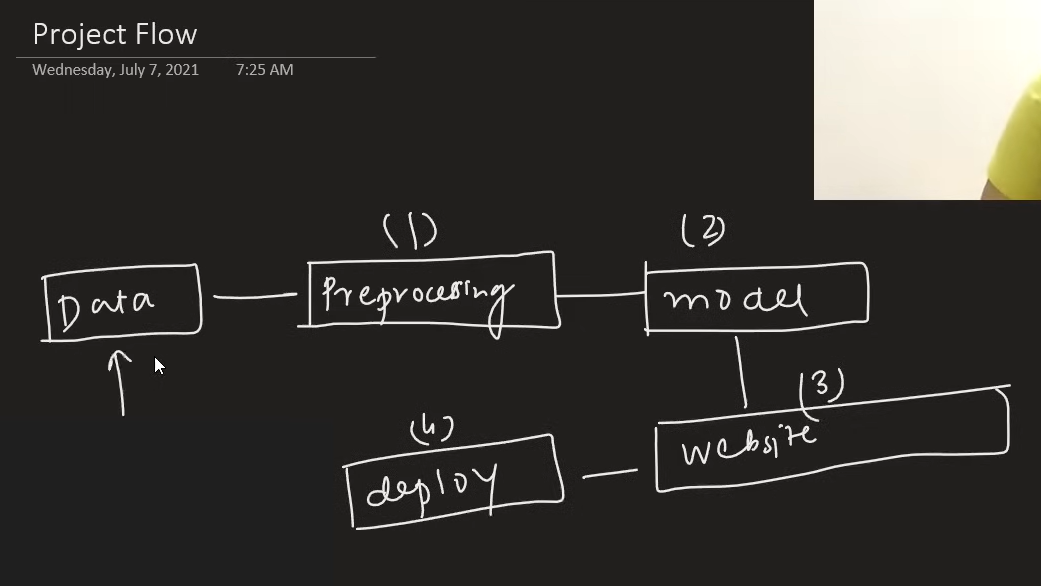 Project Flow
Wednesday, July 7, 2021 7:25 AM
(1)
(2)
Data
Preprocessing
model
(3)
website
(4)
deploy